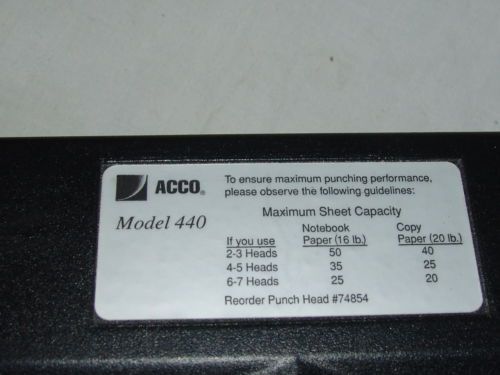 ACCO®
Model 440
To ensure maximum punching performance,
please observe the following guidelines:
Maximum Sheet Capacity
Notebook Copy
If you use Paper (16 lb.) Paper (20 lb.)
2-3 Heads 50 40
4-5 Heads 35 25
6-7 Heads 25 20
Reorder Punch Head #74854